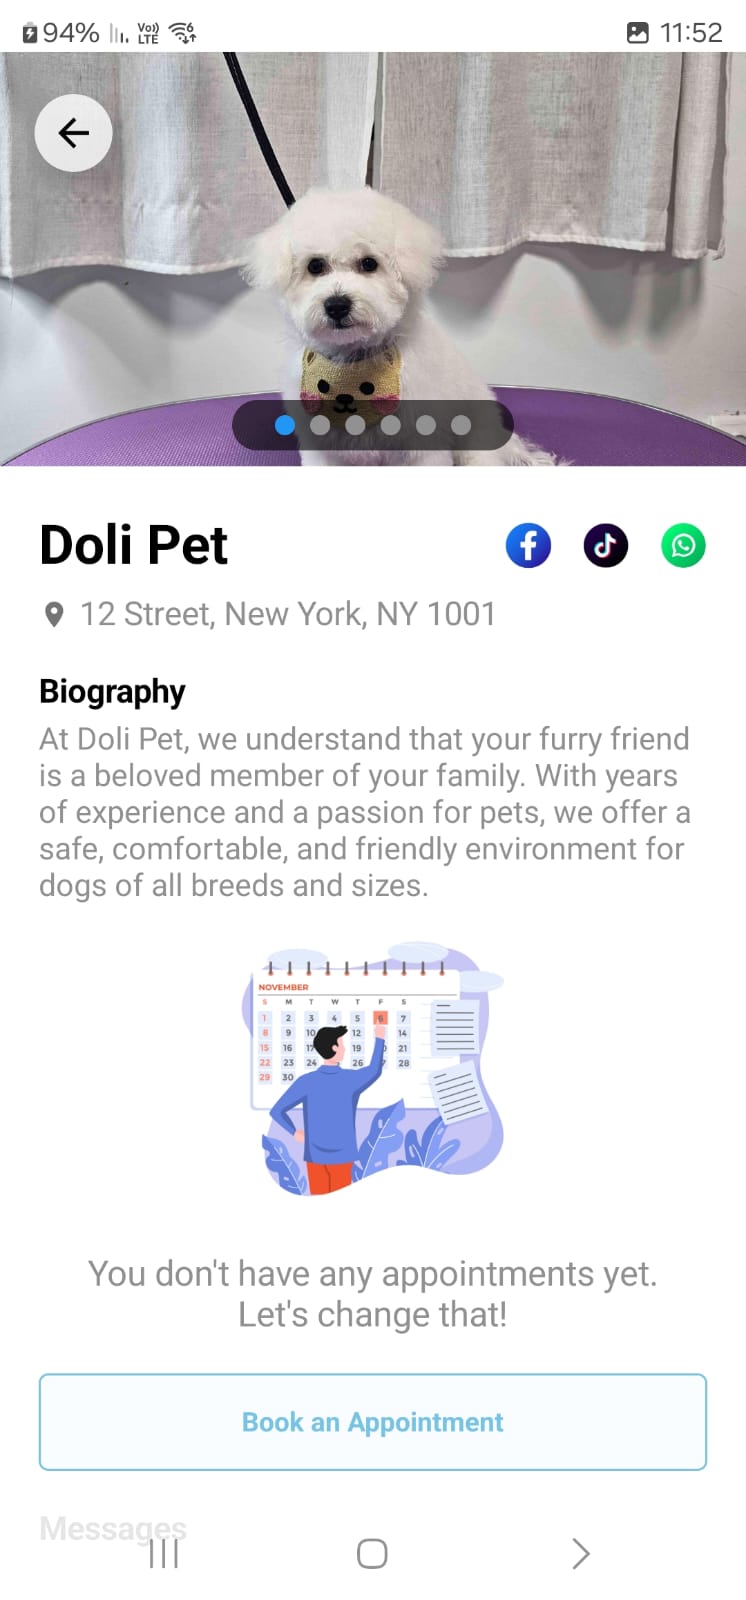 94% Vo)) LTE 6 11:52
Doli Pet
12 Street, New York, NY 1001
Biography
At Doli Pet, we understand that your furry friend
is a beloved member of your family. With years
of experience and a passion for pets, we offer a
safe, comfortable, and friendly environment for
dogs of all breeds and sizes.
NOVEMBER
S M T W T F S
1 2 3 4 5 6 7
8 9 10 12 14
15 16 17 19 21
22 23 24 26 28
29 30
You don't have any appointments yet.
Let's change that!
Book an Appointment
Messages